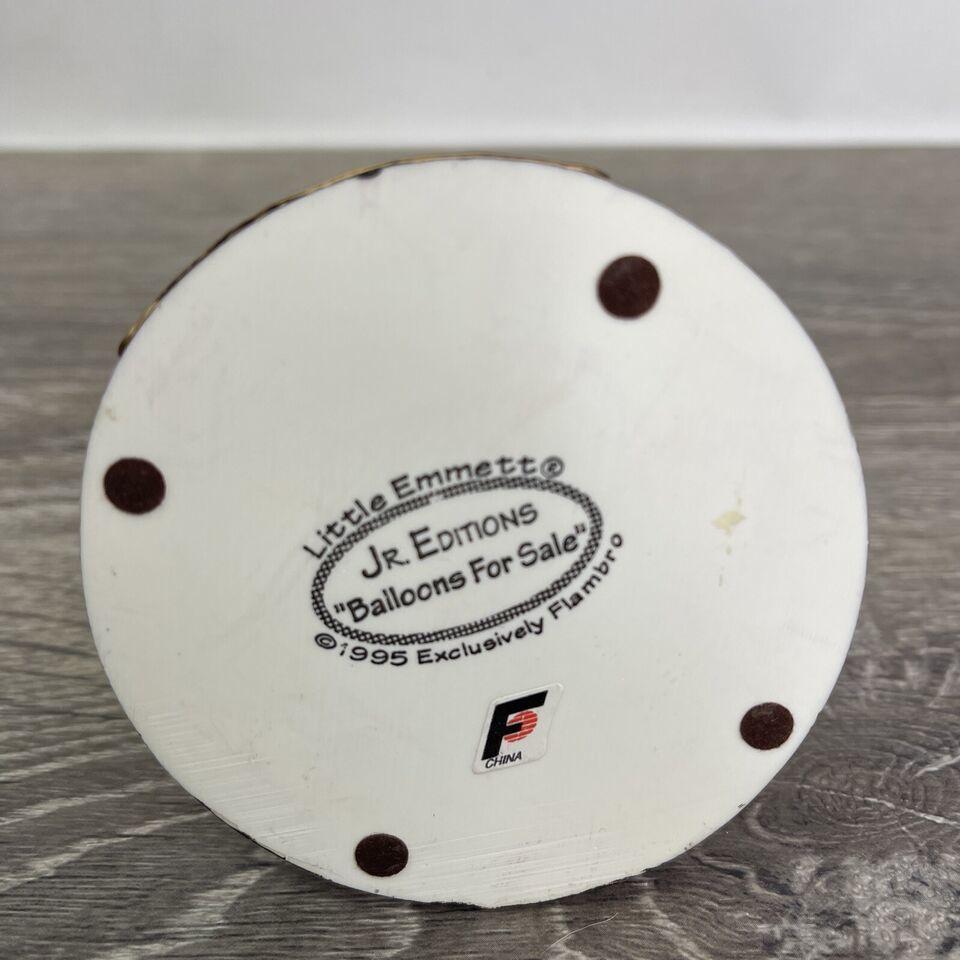 Little Emmett©
JR. EDITIONS
"Balloons For Sale"
©1995 Exclusively Flambro
F
CHINA